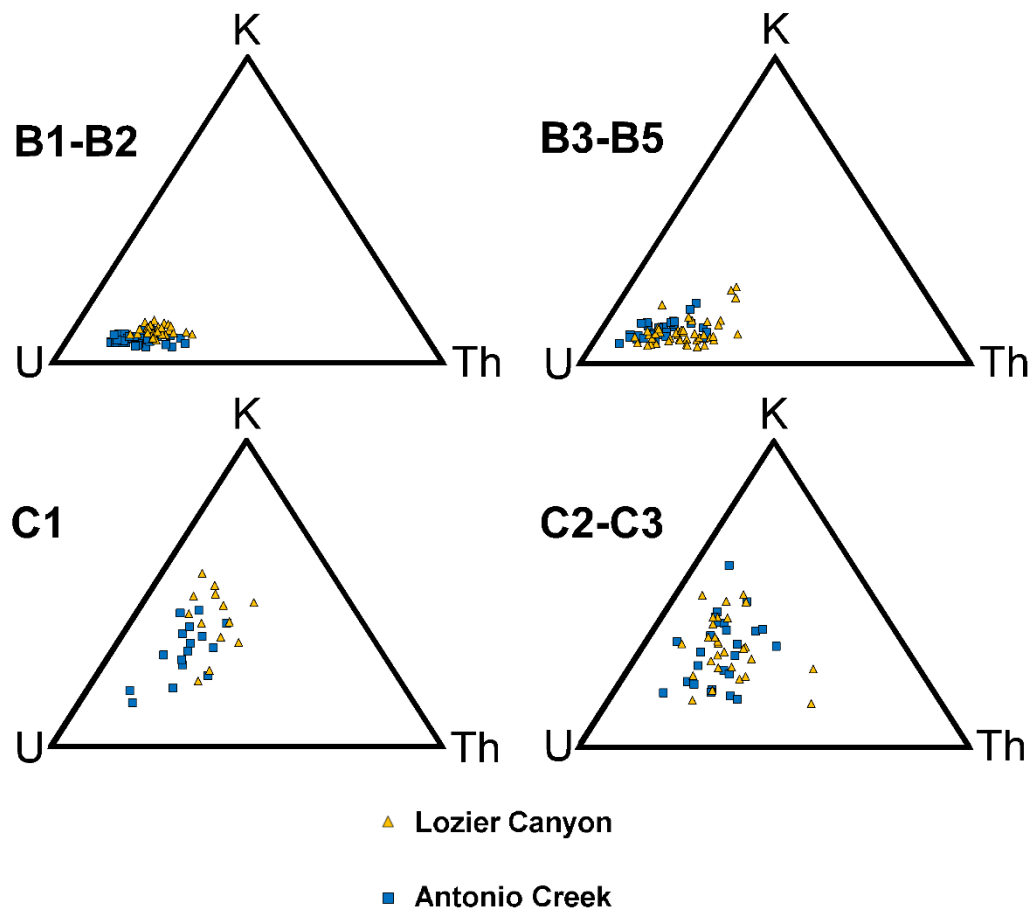 K
K
B1-B2
B3-B5
U
Th
U
Th
K
K
C1
C2-C3
U
Th
U
Th
Lozier Canyon
Antonio Creek